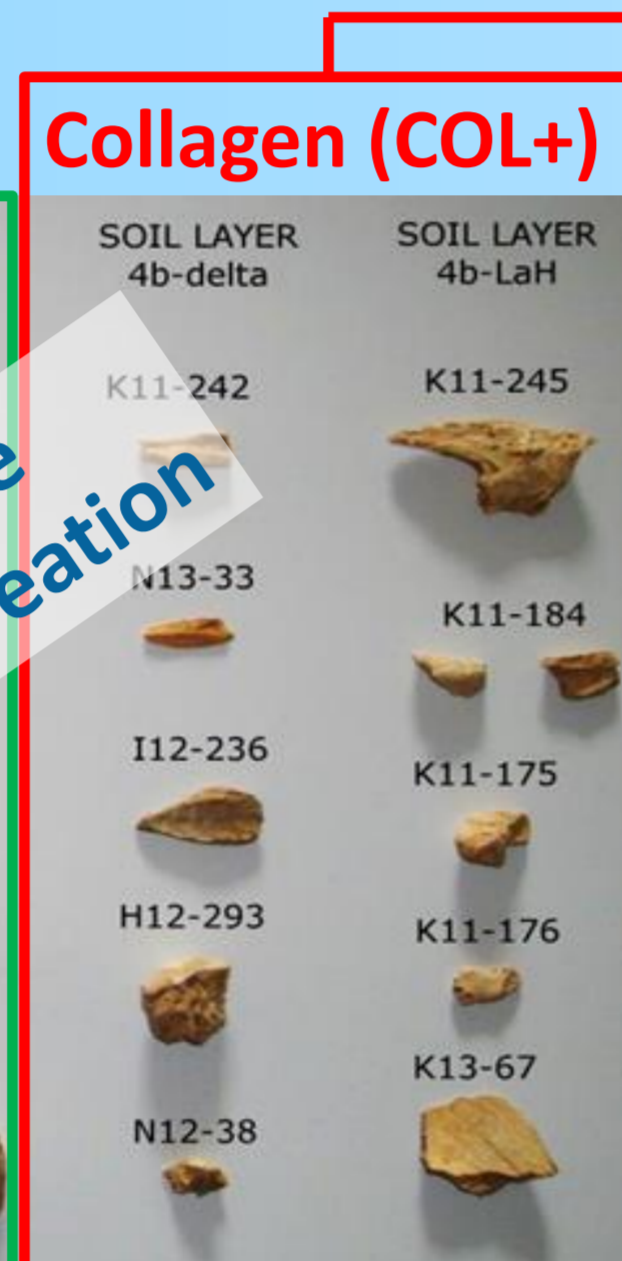 Collagen (COL+)
SOIL LAYER
4b-delta
K11-242
N13-33
I12-236
H12-293
N12-38
SOIL LAYER
4b-LaH
K11-245
K11-184
K11-175
K11-176
K13-67